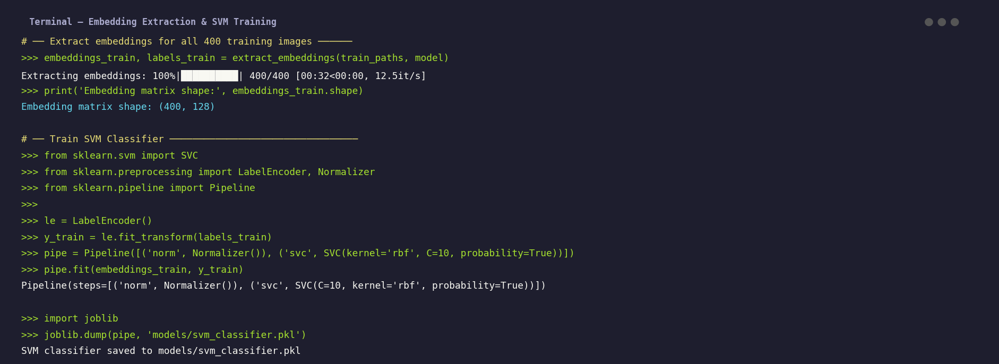 Terminal — Embedding Extraction & SVM Training
# ── Extract embeddings for all 400 training images ──────
>>> embeddings_train, labels_train = extract_embeddings(train_paths, model)
Extracting embeddings: 100%|██████████| 400/400 [00:32<00:00, 12.5it/s]
>>> print('Embedding matrix shape:', embeddings_train.shape)
Embedding matrix shape: (400, 128)
# ── Train SVM Classifier ─────────────────────────────────
>>> from sklearn.svm import SVC
>>> from sklearn.preprocessing import LabelEncoder, Normalizer
>>> from sklearn.pipeline import Pipeline
>>>
>>> le = LabelEncoder()
>>> y_train = le.fit_transform(labels_train)
>>> pipe = Pipeline([('norm', Normalizer()), ('svc', SVC(kernel='rbf', C=10, probability=True))])
>>> pipe.fit(embeddings_train, y_train)
Pipeline(steps=[('norm', Normalizer()), ('svc', SVC(C=10, kernel='rbf', probability=True))])
>>> import joblib
>>> joblib.dump(pipe, 'models/svm_classifier.pkl')
SVM classifier saved to models/svm_classifier.pkl